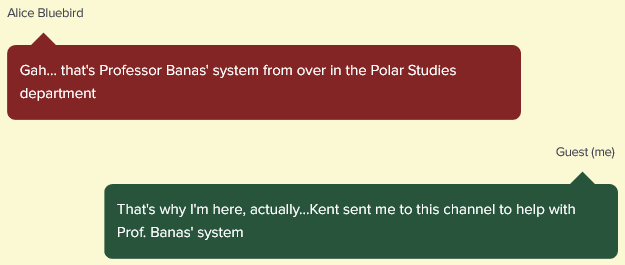 Alice Bluebird
Gah... that's Professor Banas' system from over in the Polar Studies
department
Guest (me)
That's why I'm here, actually...Kent sent me to this channel to help with
Prof. Banas' system